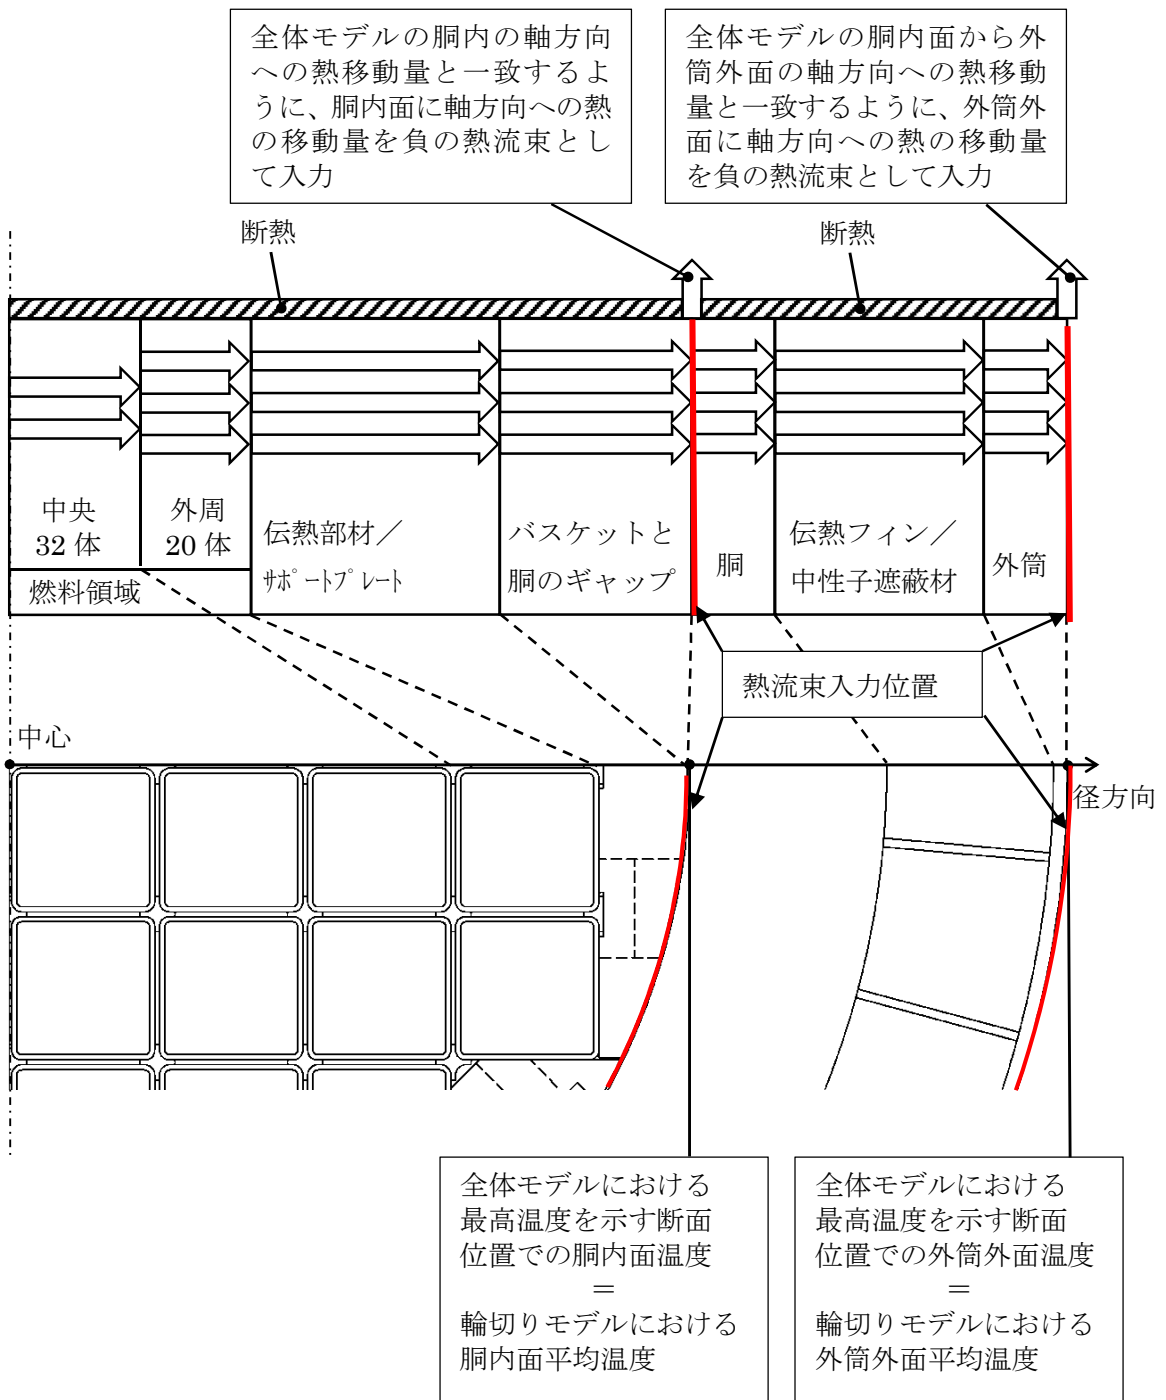 全体モデルの胴内の軸方向
への熱移動量と一致するよ
うに、胴内面に軸方向への熱
の移動量を負の熱流束とし
て入力
全体モデルの胴内面から外
筒外面の軸方向への熱移動
量と一致するように、外筒外
面に軸方向への熱の移動量
を負の熱流束として入力
断熱
断熱
中央
32 体
外周
20 体
燃料領域
伝熱部材／
ｻﾎﾟｰﾄﾌﾟﾚｰﾄ
バスケットと
胴のギャップ
胴
伝熱フィン／
中性子遮蔽材
外筒
熱流束入力位置
中心
径方向
全体モデルにおける
最高温度を示す断面
位置での胴内面温度
＝
輪切りモデルにおける
胴内面平均温度
全体モデルにおける
最高温度を示す断面
位置での外筒外面温度
＝
輪切りモデルにおける
外筒外面平均温度